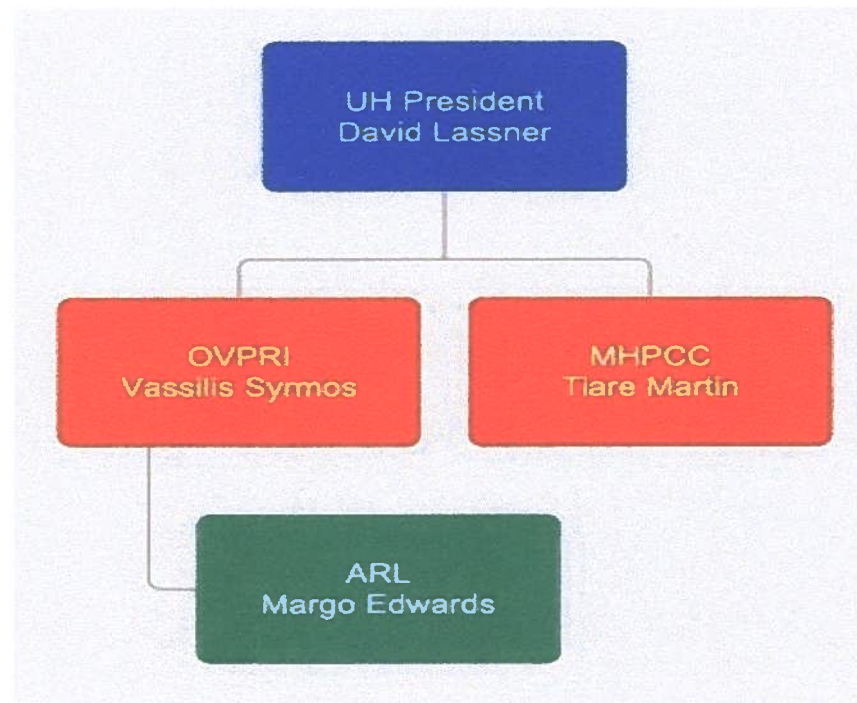 UH President
David Lassner
OVPRI
Vassilis Syrmos
MHPCC
Tiare Martin
ARL
Margo Edwards